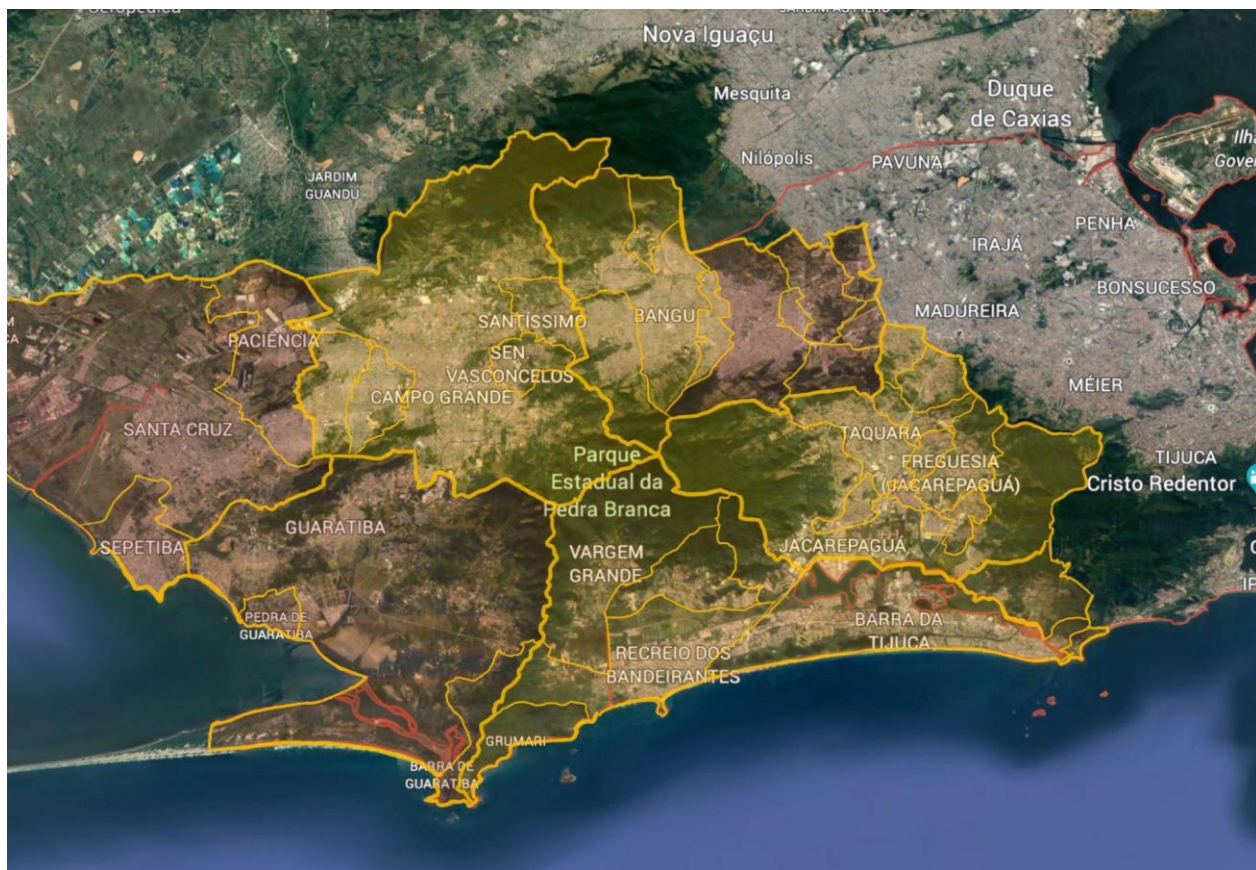 Nova Iguaçu
Mesquita
Duque
de Caxias
Nilópolis
PAVUNA
JARDIM
GUANDU
PENHA
IRAJÁ
BONSUCESSO
MADUREIRA
SANTÍSSIMO
BANGU
PACIÊNCIA
SEN.
VASCONCELOS
CAMPO GRANDE
MÉIER
SANTA CRUZ
TAQUARA
Parque
Estadual da
Pedra Branca
FREGUESIA
(JACAREPAGUÁ)
TIJUCA
Cristo Redentor
GUARATIBA
SEPETIBA
VARGEM
GRANDE
JACAREPAGUÁ
PEDRA DE
GUARATIBA
BARRA DA
TIJUCA
RECREIO DOS
BANDEIRANTES
GRUMARI
BARRA DE
GUARATIBA